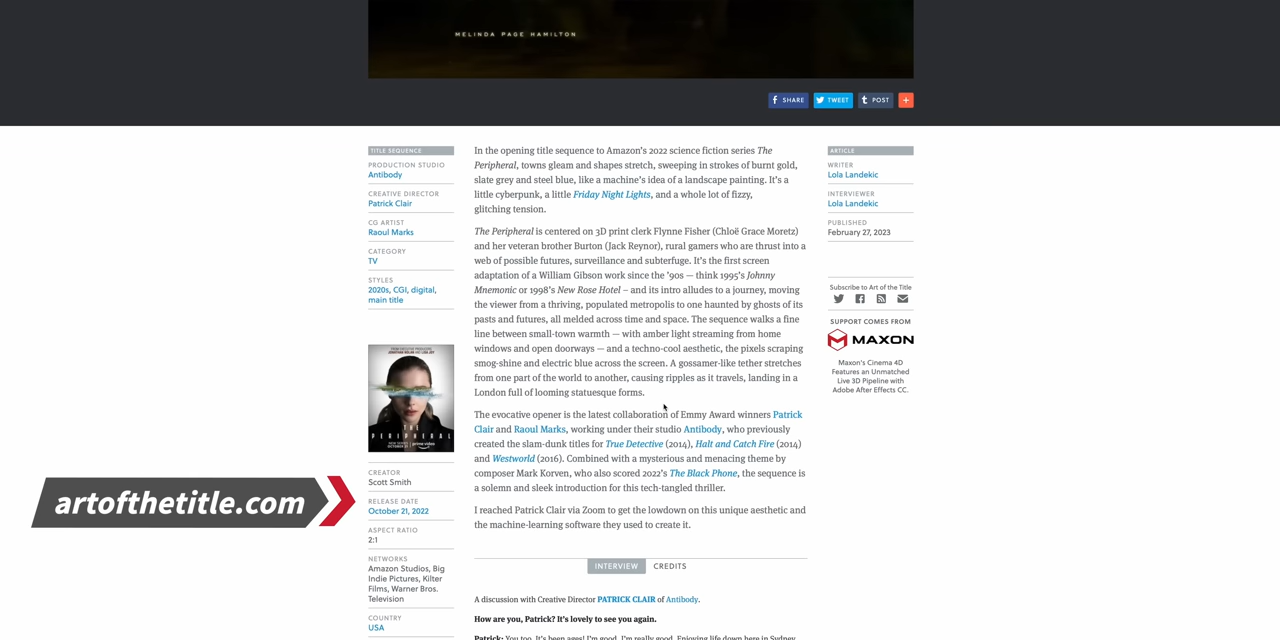 MELINDA PAGE HAMILTON
f SHARE
TWEET
t POST
+
TITLE SEQUENCE
PRODUCTION STUDIO
Antibody
CREATIVE DIRECTOR
Patrick Clair
CG ARTIST
Raoul Marks
CATEGORY
TV
STYLES
2020s, CGI, digital,
main title
THE
PERIPHERAL
CREATOR
Scott Smith
RELEASE DATE
October 21, 2022
ASPECT RATIO
2:1
NETWORKS
Amazon Studios, Big
Indie Pictures, Kilter
Films, Warner Bros.
Television
COUNTRY
USA
artofthetitle.com
In the opening title sequence to Amazon's 2022 science fiction series The
Peripheral, towns gleam and shapes stretch, sweeping in strokes of burnt gold,
slate grey and steel blue, like a machine's idea of a landscape painting. It's a
little cyberpunk, a little Friday Night Lights, and a whole lot of fizzy,
glitching tension.
The Peripheral is centered on 3D print clerk Flynne Fisher (Chloë Grace Moretz)
and her veteran brother Burton (Jack Reynor), rural gamers who are thrust into a
web of possible futures, surveillance and subterfuge. It's the first screen
adaptation of a William Gibson work since the '90s — think 1995's Johnny
Mnemonic or 1998's New Rose Hotel – and its intro alludes to a journey, moving
the viewer from a thriving, populated metropolis to one haunted by ghosts of its
pasts and futures, all melded across time and space. The sequence walks a fine
line between small-town warmth — with amber light streaming from home
windows and open doorways — and a techno-cool aesthetic, the pixels scraping
smog-shine and electric blue across the screen. A gossamer-like tether stretches
from one part of the world to another, causing ripples as it travels, landing in a
London full of looming statuesque forms.
The evocative opener is the latest collaboration of Emmy Award winners Patrick
Clair and Raoul Marks, working under their studio Antibody, who previously
created the slam-dunk titles for True Detective (2014), Halt and Catch Fire (2014)
and Westworld (2016). Combined with a mysterious and menacing theme by
composer Mark Korven, who also scored 2022's The Black Phone, the sequence is
a solemn and sleek introduction for this tech-tangled thriller.
I reached Patrick Clair via Zoom to get the lowdown on this unique aesthetic and
the machine-learning software they used to create it.
INTERVIEW CREDITS
A discussion with Creative Director PATRICK CLAIR of Antibody.
How are you, Patrick? It's lovely to see you again.
Patrick: You too. It's been ages! I'm good, I'm really good. Enjoying life down here in Sydney,
ARTICLE
WRITER
Lola Landekic
INTERVIEWER
Lola Landekic
PUBLISHED
February 27, 2023
Subscribe to Art of the Title
SUPPORT COMES FROM
MAXON
Maxon's Cinema 4D
Features an Unmatched
Live 3D Pipeline with
Adobe After Effects CC.